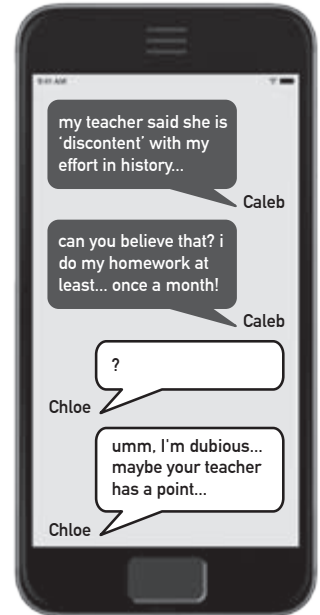 9:41 AM
my teacher said she is
‘discontent’ with my
effort in history...
Caleb
can you believe that? i
do my homework at
least... once a month!
Caleb
?
Chloe
umm, I'm dubious...
maybe your teacher
has a point...
Chloe